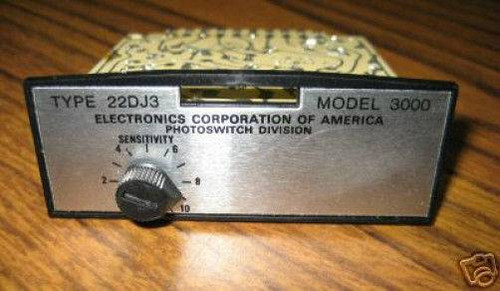 TYPE 22DJ3 MODEL 3000
ELECTRONICS CORPORATION OF AMERICA
PHOTOSWITCH DIVISION
SENSITIVITY
4 6
2 8
10